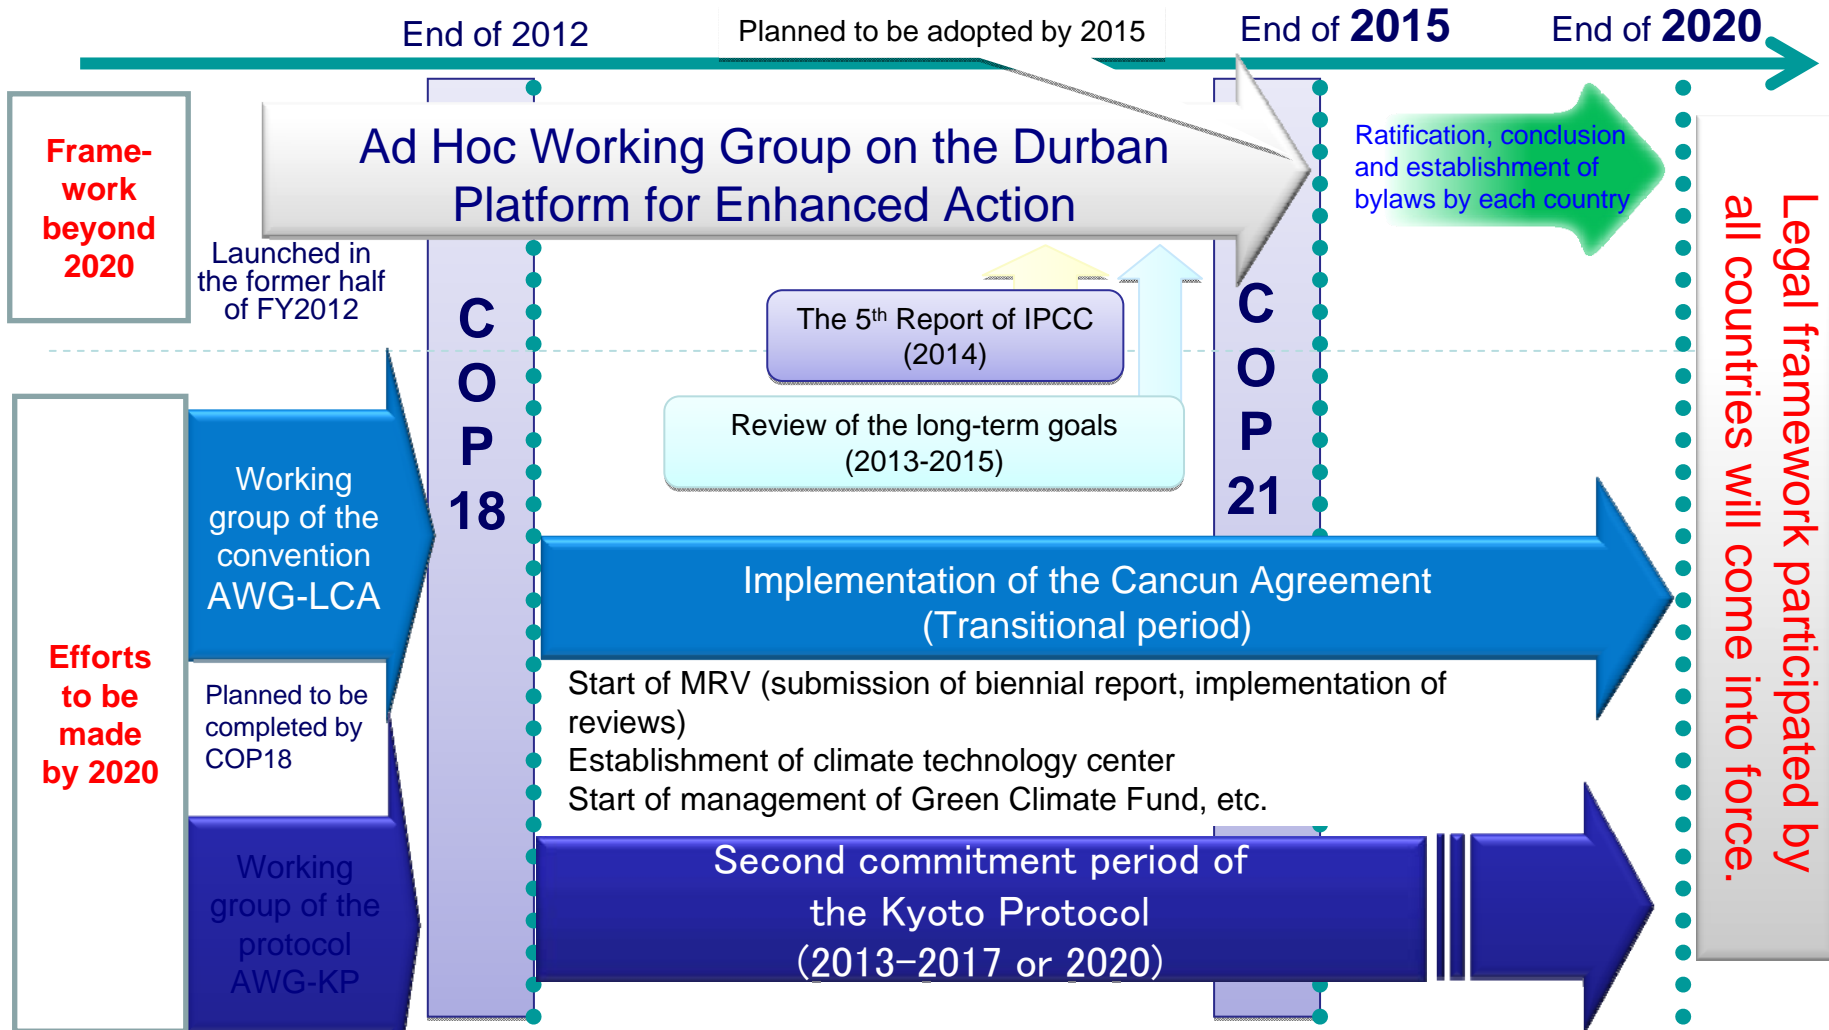 End of 2012
Planned to be adopted by 2015
End of 2015
End of 2020
Frame-
work
beyond
2020
Ad Hoc Working Group on the Durban
Platform for Enhanced Action
Ratification, conclusion
and establishment of
bylaws by each country
Launched in
the former half
of FY2012
C
O
P
18
The 5th Report of IPCC
(2014)
Review of the long-term goals
(2013-2015)
C
O
P
21
Legal framework participated by
all countries will come into force.
Efforts
to be
made
by 2020
Working
group of the
convention
AWG-LCA
Implementation of the Cancun Agreement
(Transitional period)
Planned to be
completed by
COP18
Start of MRV (submission of biennial report, implementation of
reviews)
Establishment of climate technology center
Start of management of Green Climate Fund, etc.
Working
group of the
protocol
AWG-KP
Second commitment period of
the Kyoto Protocol
(2013-2017 or 2020)